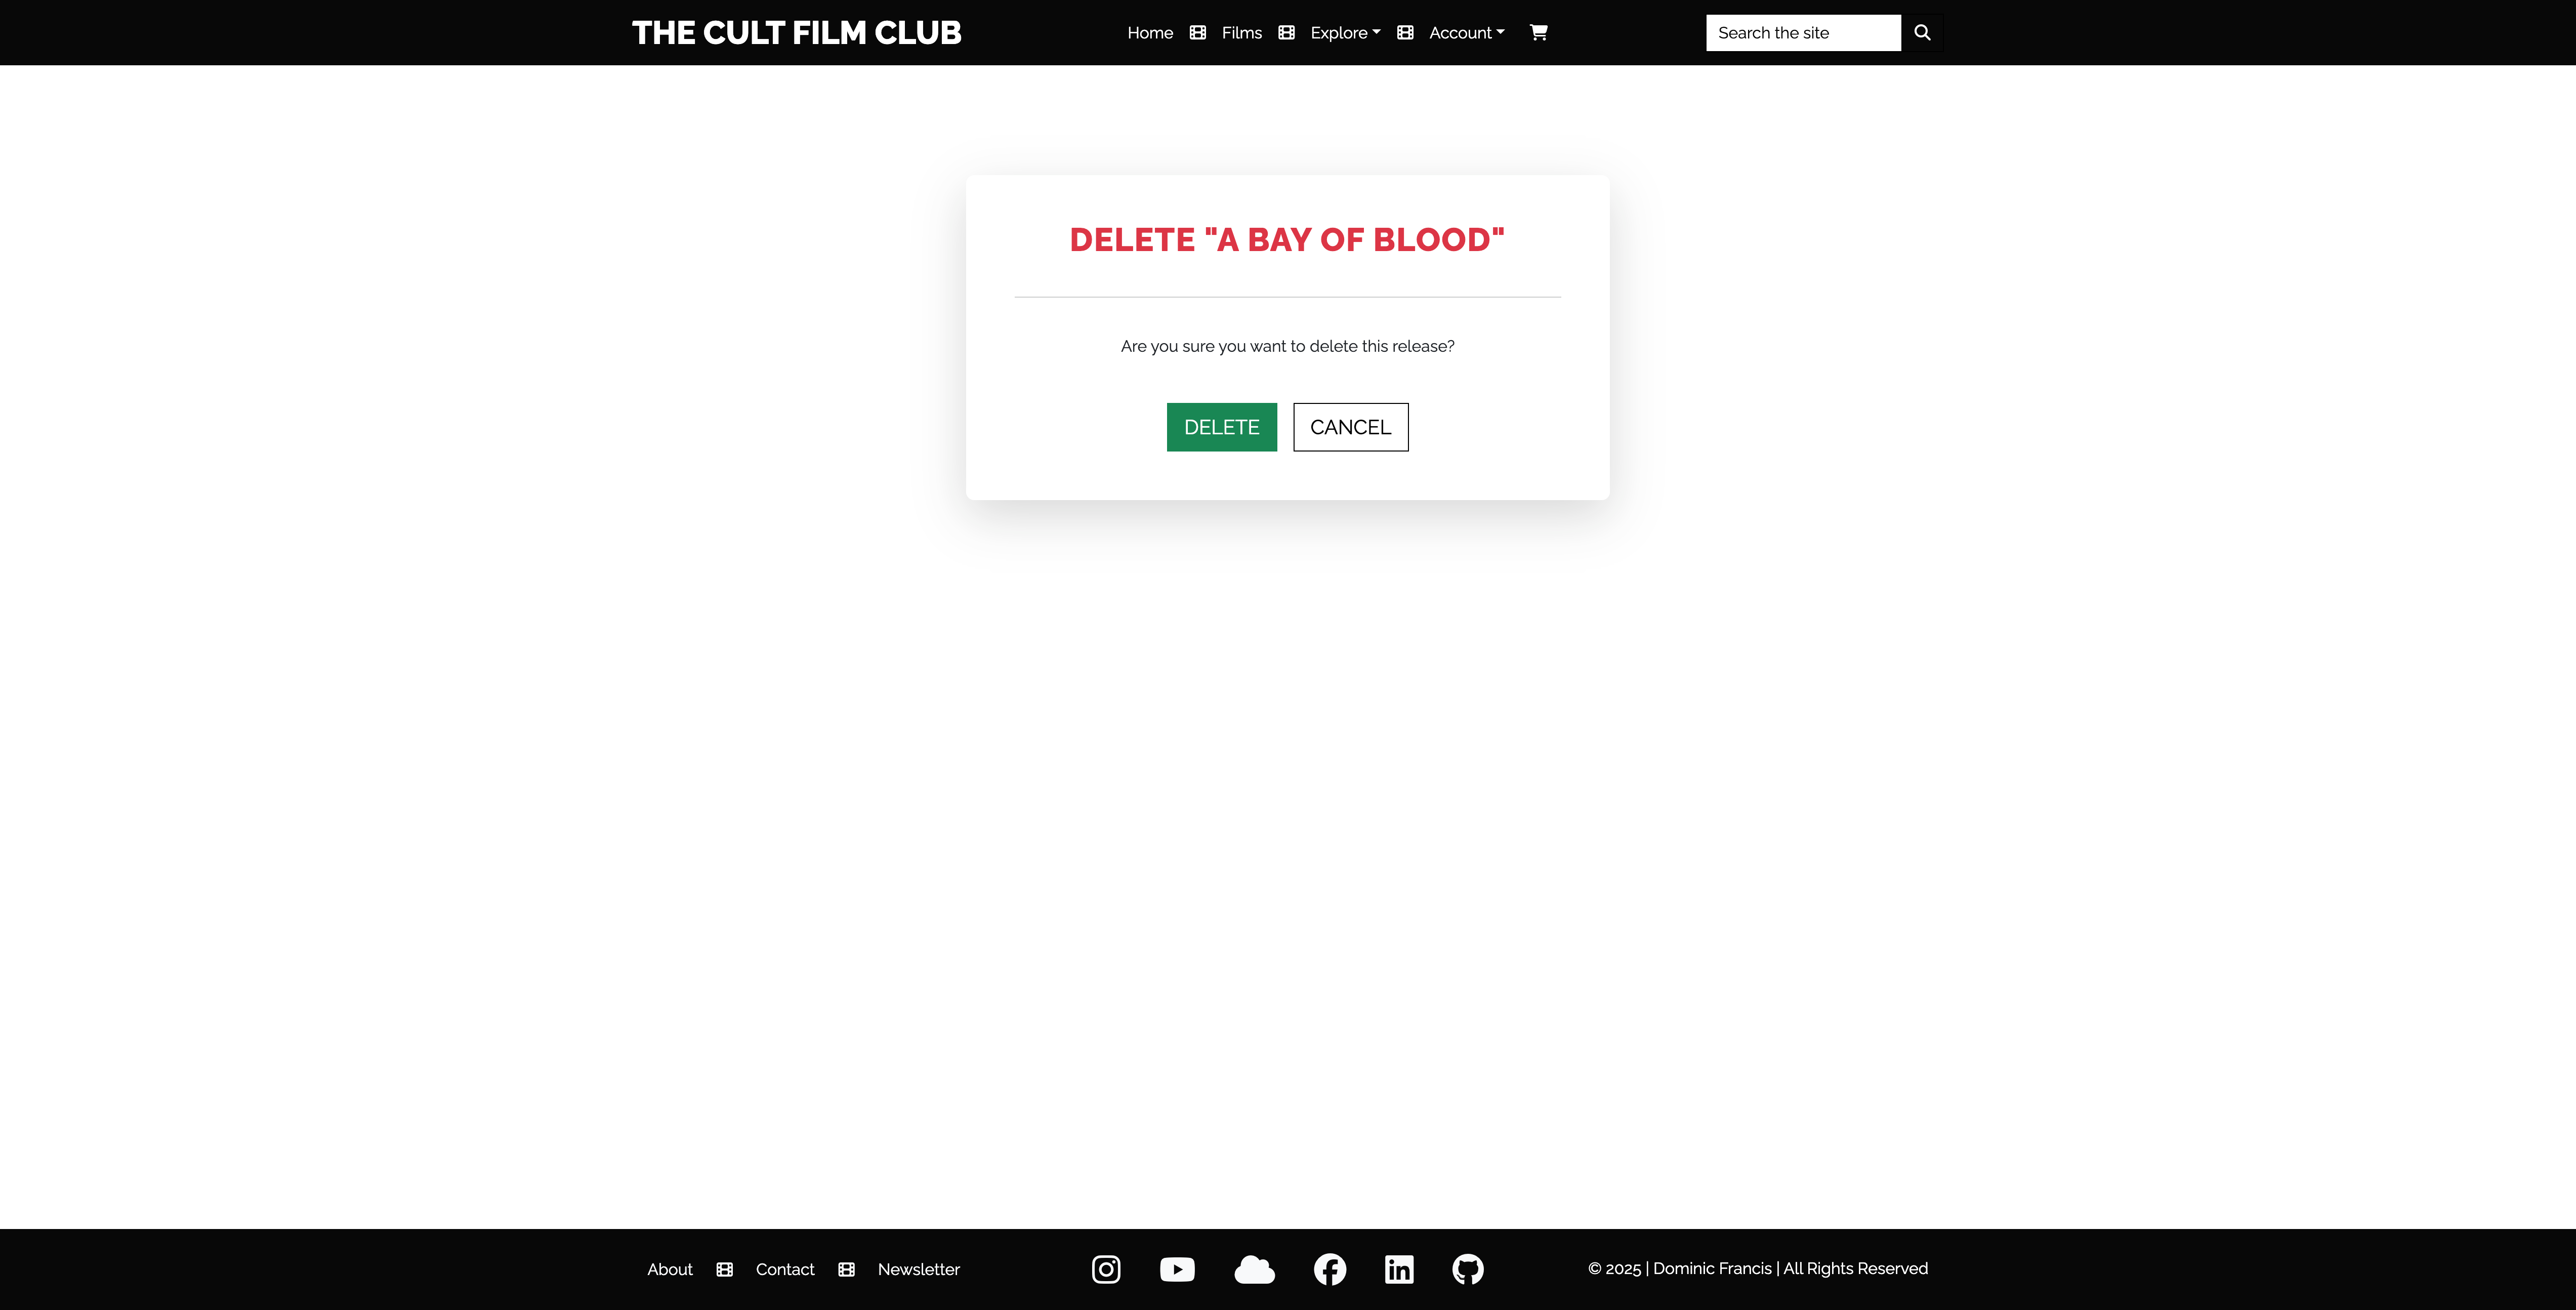 THE CULT FILM CLUB
Home Films Explore Account
Search the site
DELETE "A BAY OF BLOOD"
Are you sure you want to delete this release?
DELETE CANCEL
About Contact Newsletter
© 2025 | Dominic Francis | All Rights Reserved